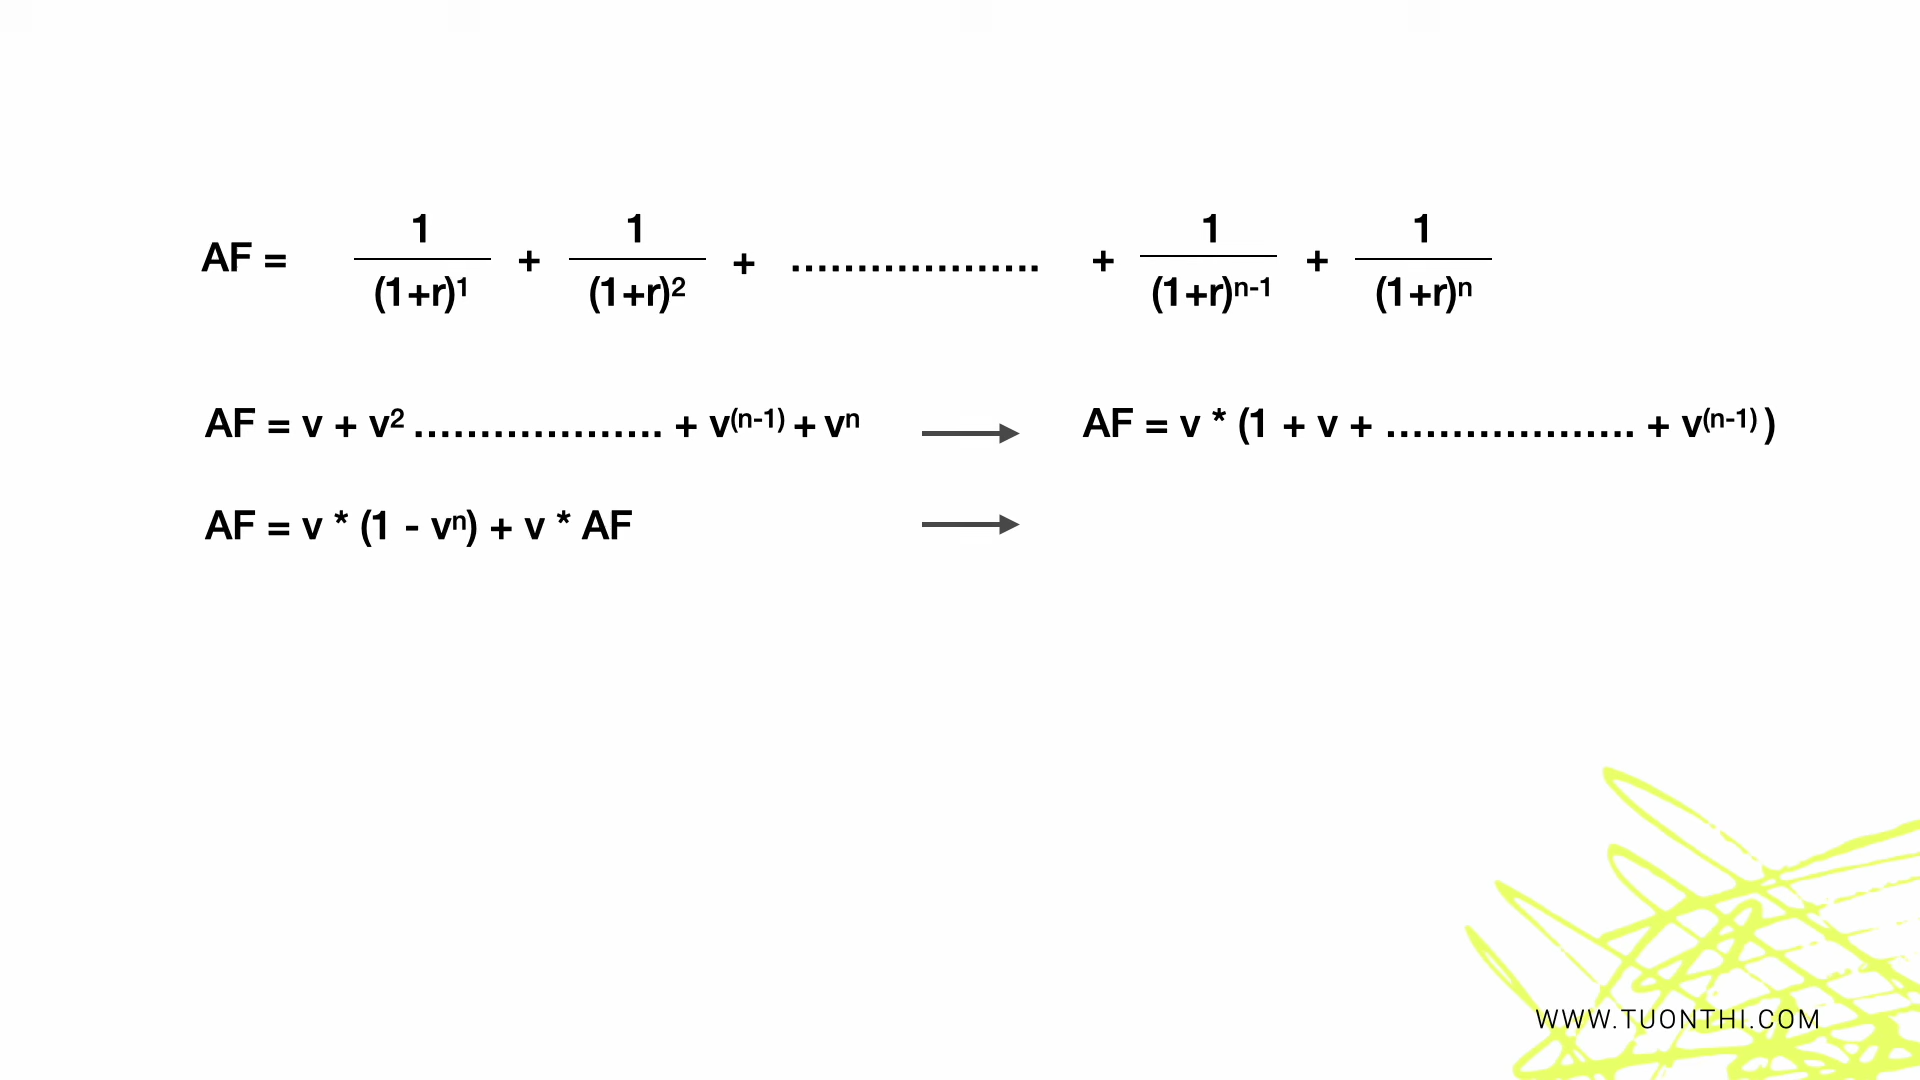 AF = 1/(1+r)¹ + 1/(1+r)² + ................... + 1/(1+r)ⁿ⁻¹ + 1/(1+r)ⁿ
AF = v + v² ................... + v⁽ⁿ⁻¹⁾ + vⁿ → AF = v * (1 + v + ................... + v⁽ⁿ⁻¹⁾ )
AF = v * (1 - vⁿ) + v * AF →
WWW.TUONTHI.COM